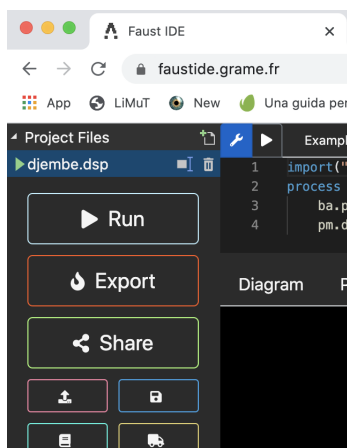 Faust IDE
faustide.grame.fr
App LiMuT New Una guida per
Project Files
djembe.dsp
Run
Export
Share
Exampl
1 import("
2 process
3 ba.p
4 pm.d
Diagram